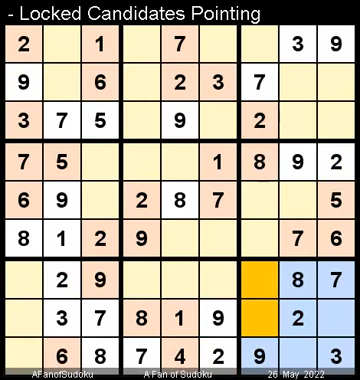 - Locked Candidates Pointing
2 1 7 3 9
9 6 2 3 7
3 7 5 9 2
7 5 1 8 9 2
6 9 2 8 7 5
8 1 2 9 7 6
2 9 8 7
3 7 8 1 9 2
6 8 7 4 2 9 3
AFanofSudoku A Fan of Sudoku 26 May 2022